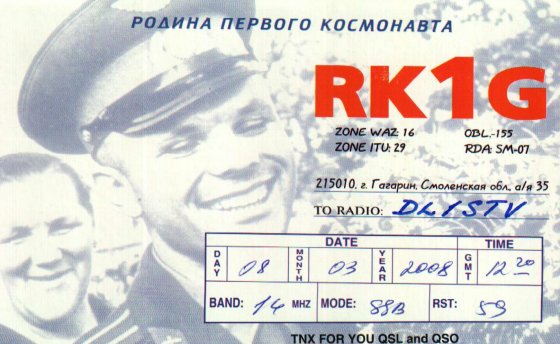 РОДИНА ПЕРВОГО КОСМОНАВТА
RK1G
ZONE WAZ: 16 OBL.-155
ZONE ITU: 29 RDA: SM-07
215010, г. Гагарин, Смоленская обл., а/я 35
TO RADIO: DL1STV
DATE TIME
DAY 08 MONTH 03 YEAR 2008 GMT 12 20
BAND: 14 MHZ MODE: SSB RST: 59
TNX FOR YOU QSL and QSO